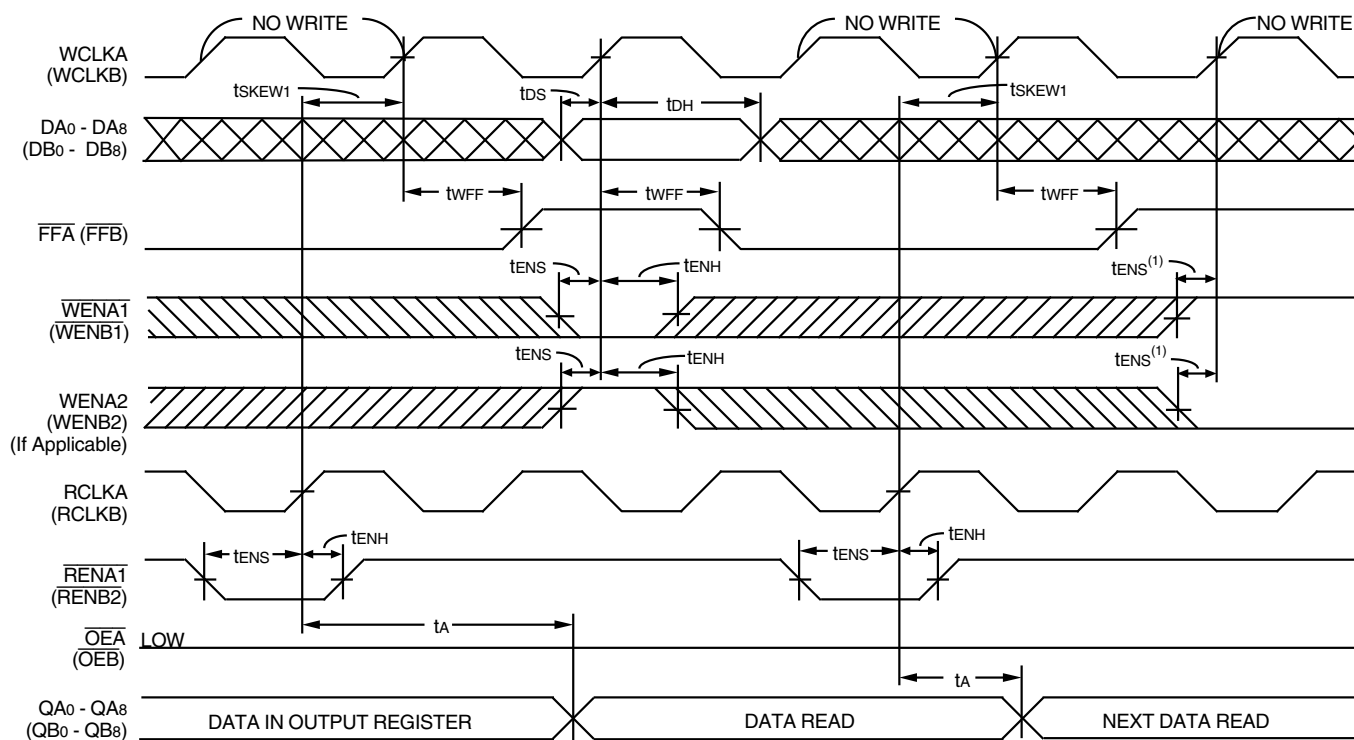 NO WRITE
NO WRITE
NO WRITE
WCLKA
(WCLKB)
tSKEW1
tDS
tDH
tSKEW1
DA0 - DA8
(DB0 - DB8)
tWFF
tWFF
tWFF
FFA (FFB)
tENS
tENH
tENS(1)
WENA1
(WENB1)
tENS
tENH
tENS(1)
WENA2
(WENB2)
(If Applicable)
RCLKA
(RCLKB)
tENS
tENH
tENS
tENH
RENA1
(RENB2)
tA
OEA
LOW
(OEB)
tA
QA0 - QA8
(QB0 - QB8)
DATA IN OUTPUT REGISTER
DATA READ
NEXT DATA READ